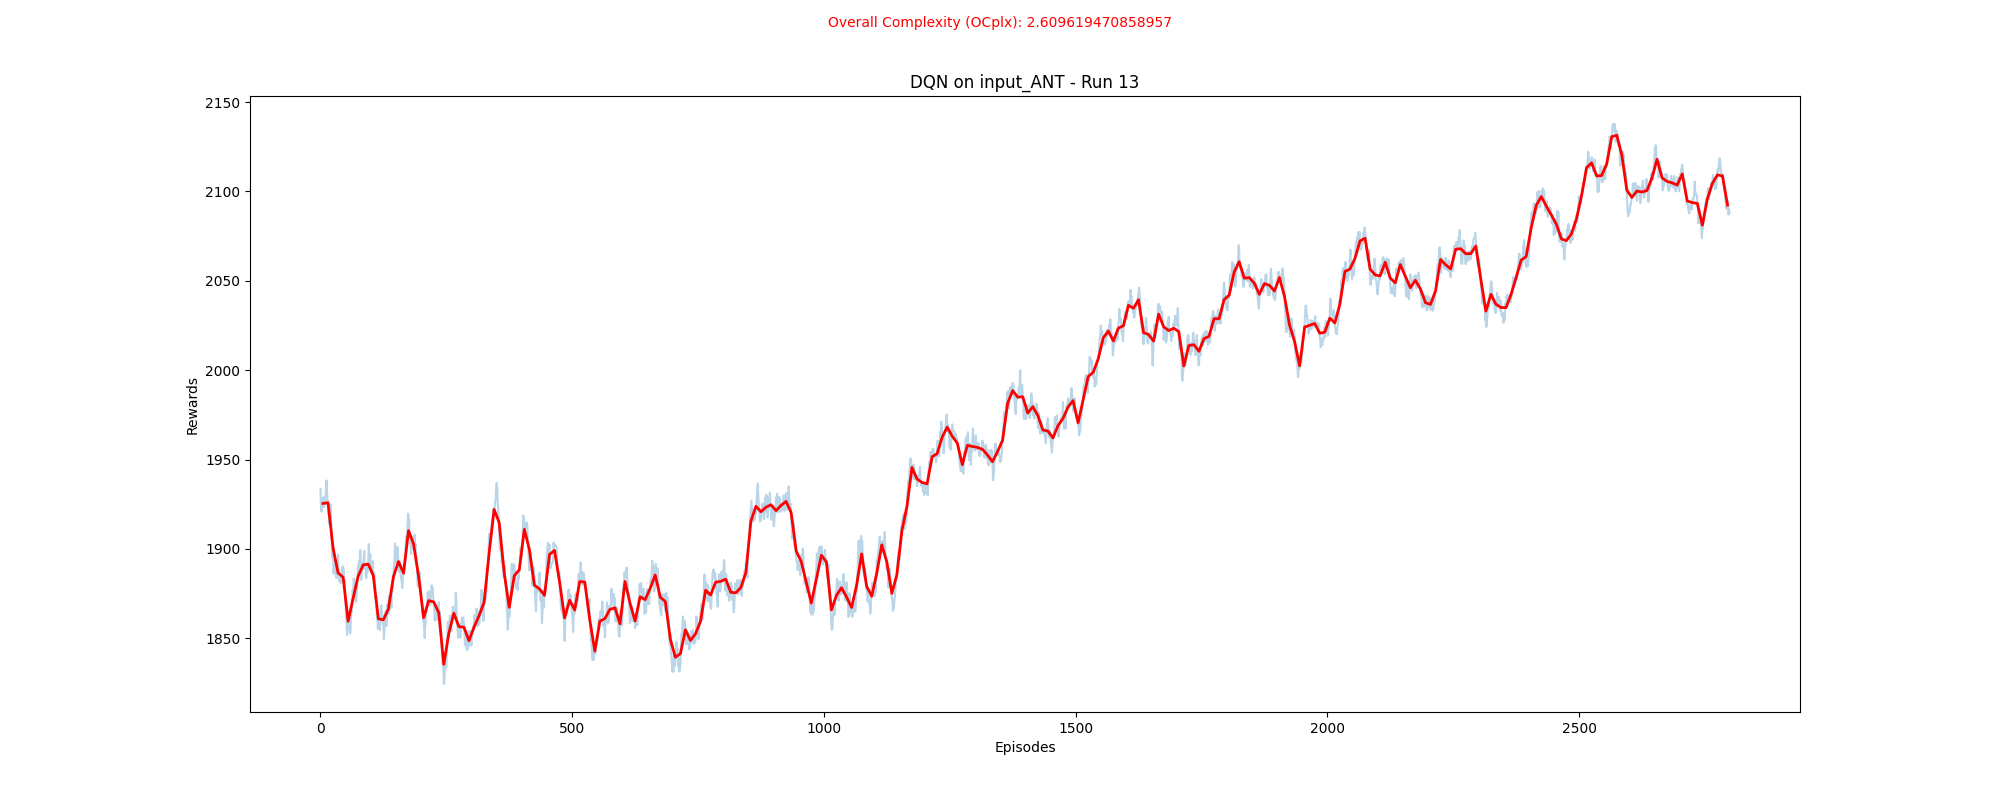 Overall Complexity (OCplx): 2.609619470858957
DQN on input_ANT - Run 13
2150
2100
2050
2000
1950
1900
1850
Rewards
0 500 1000 1500 2000 2500
Episodes